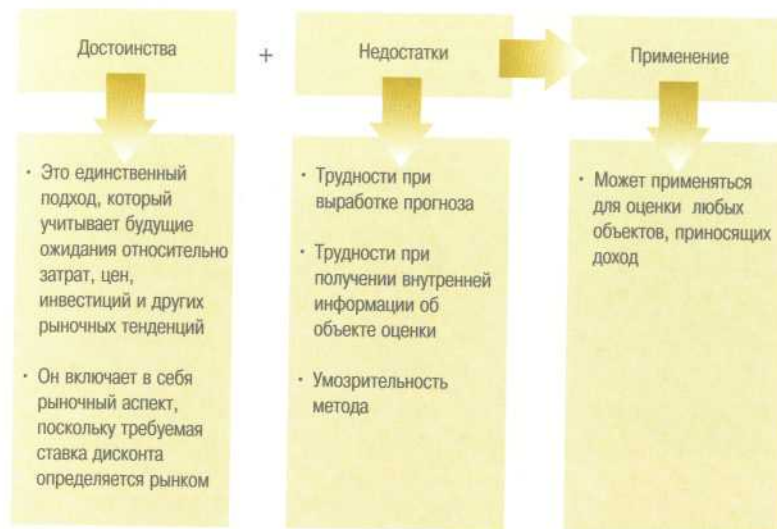 Достоинства
+
Недостатки
Применение
· Это единственный
подход, который
учитывает будущие
ожидания относительно
затрат, цен,
инвестиций и других
рыночных тенденций
· Он включает в себя
рыночный аспект,
поскольку требуемая
ставка дисконта
определяется рынком
· Трудности при
выработке прогноза
· Трудности при
получении внутренней
информации об
объекте оценки
· Умозрительность
метода
· Может применяться
для оценки любых
объектов, приносящих
доход